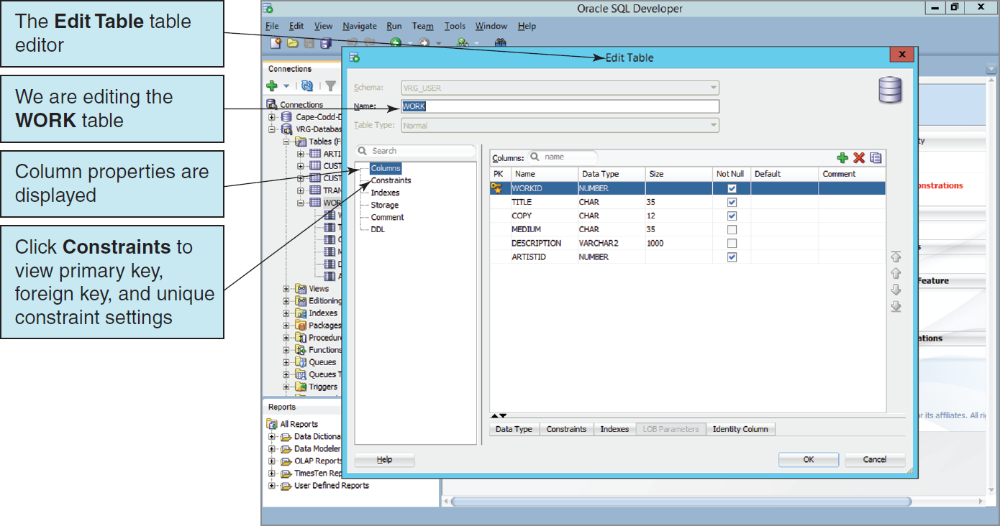 The Edit Table table
editor
We are editing the
WORK table
Column properties are
displayed
Click Constraints to
view primary key,
foreign key, and unique
constraint settings
Oracle SQL Developer
File Edit View Navigate Run Team Tools Window Help
Connections
Connections
Cape-Codd-D
VRG-Databas
Tables (F
ARTI
CUST
CUST
TRAN
WOR
Views
Editioning
Indexes
Packages
Procedure
Functions
Queues
Queues T
Triggers
Reports
All Reports
Data Dictiona
Data Modeler
OLAP Reports
TimesTen Rep
User Defined Reports
Edit Table
Schema: VRG_USER
Name: WORK
Table Type: Normal
Search
Columns
Constraints
Indexes
Storage
Comment
DDL
Columns: name
PK Name Data Type Size Not Null Default Comment
WORKID NUMBER
TITLE CHAR 35
COPY CHAR 12
MEDIUM CHAR 35
DESCRIPTION VARCHAR2 1000
ARTISTID NUMBER
Data Type Constraints Indexes LOB Parameters Identity Column
Help OK Cancel
ty
onstrations
s
Feature
ations
or its affiliates. All ri